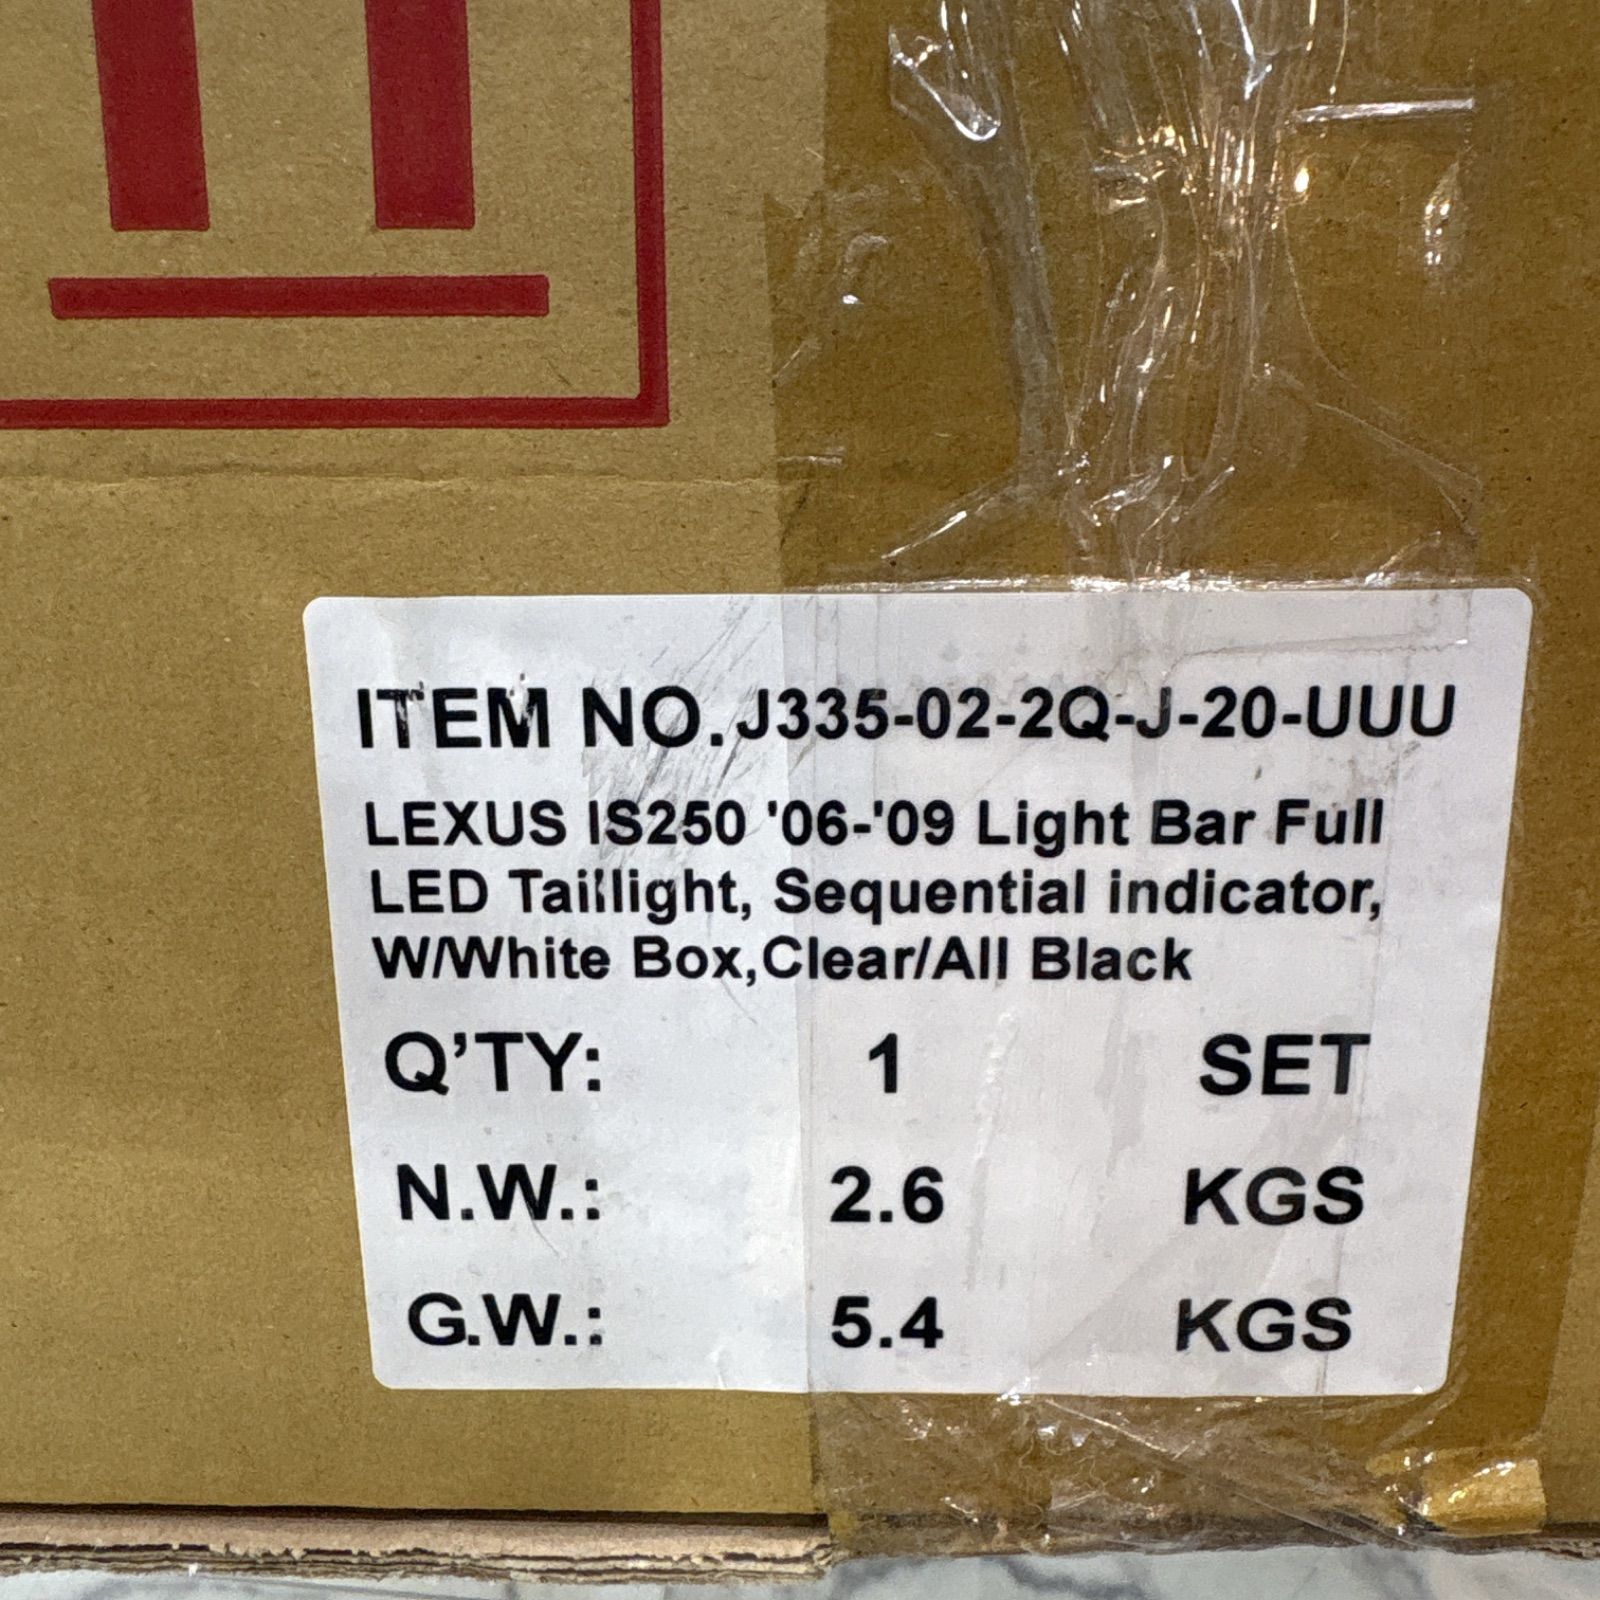 ITEM NO. J335-02-2Q-J-20-UUU
LEXUS IS250 '06-'09 Light Bar Full
LED Taillight, Sequential indicator,
W/White Box,Clear/All Black
Q'TY: 1 SET
N.W.: 2.6 KGS
G.W.: 5.4 KGS